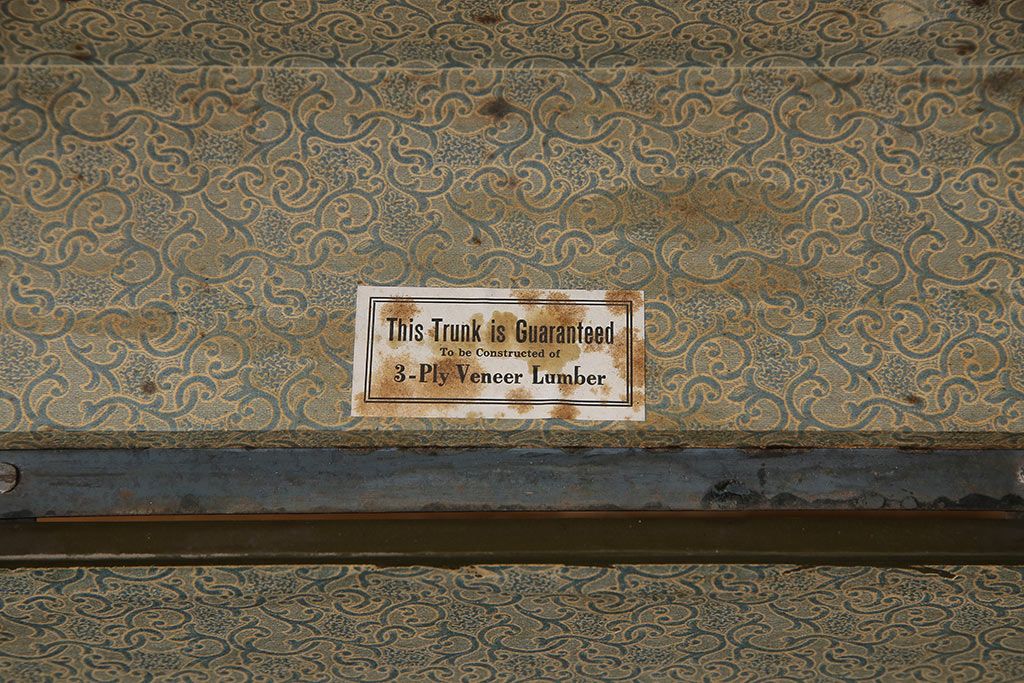 This Trunk is Guaranteed
To be Constructed of
3-Ply Veneer Lumber